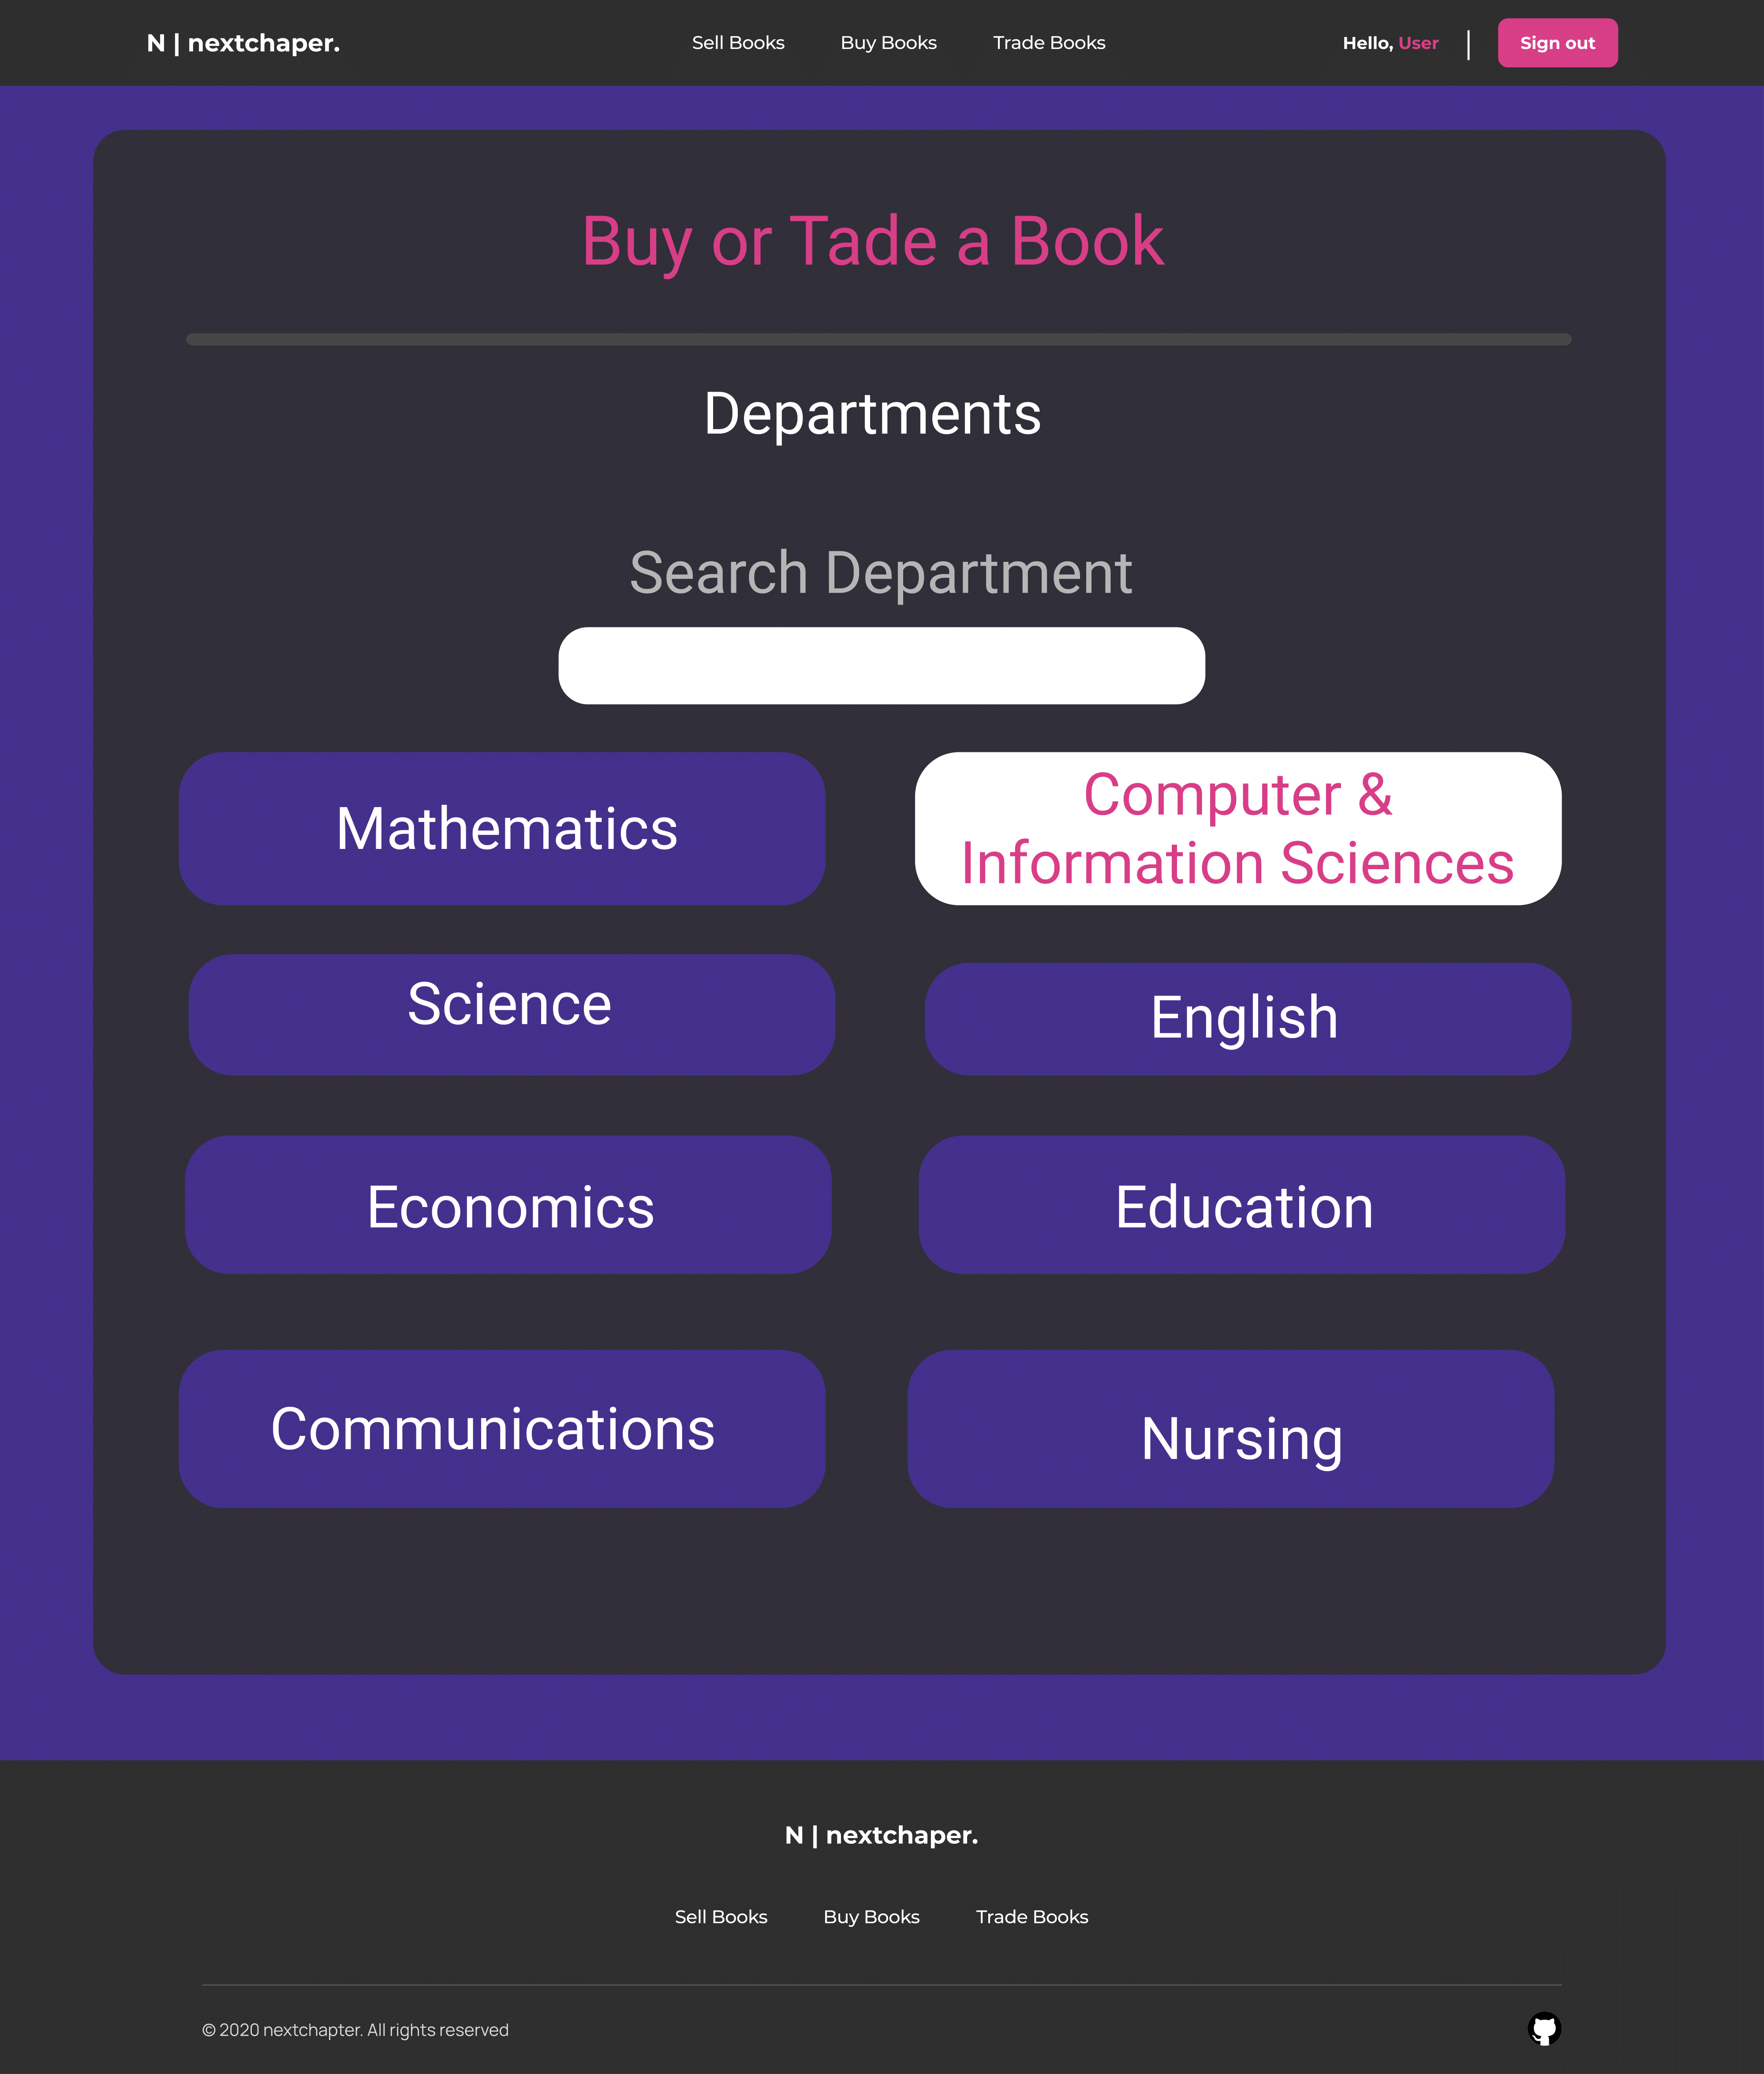 N | nextchaper.
Sell Books
Buy Books
Trade Books
Hello, User
Sign out
Buy or Tade a Book
Departments
Search Department
Mathematics
Computer &
Information Sciences
Science
English
Economics
Education
Communications
Nursing
N | nextchaper.
Sell Books
Buy Books
Trade Books
© 2020 nextchapter. All rights reserved